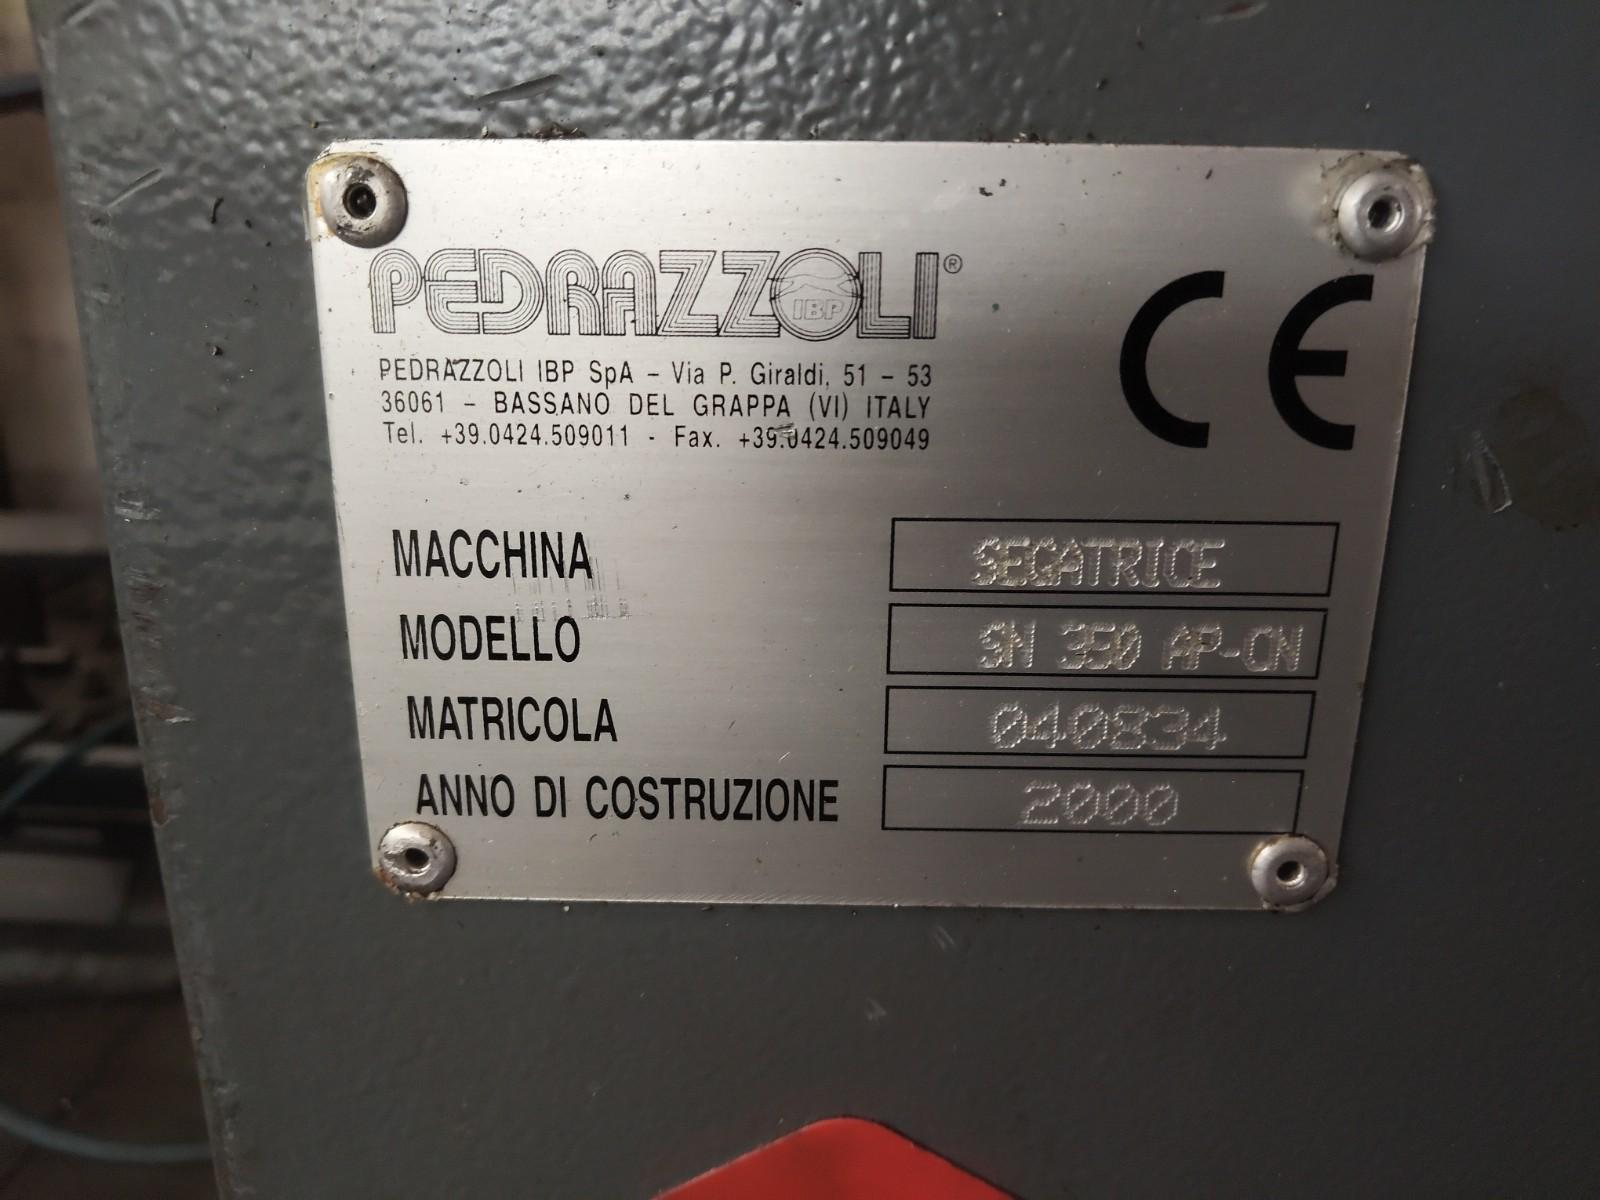 PEDRAZZOLI®
IBP
PEDRAZZOLI IBP SpA – Via P. Giraldi, 51 – 53
36061 – BASSANO DEL GRAPPA (VI) ITALY
Tel. +39.0424.509011 - Fax. +39.0424.509049
CE
MACCHINA SEGATRICE
MODELLO SN 350 AP-CN
MATRICOLA 040834
ANNO DI COSTRUZIONE 2000